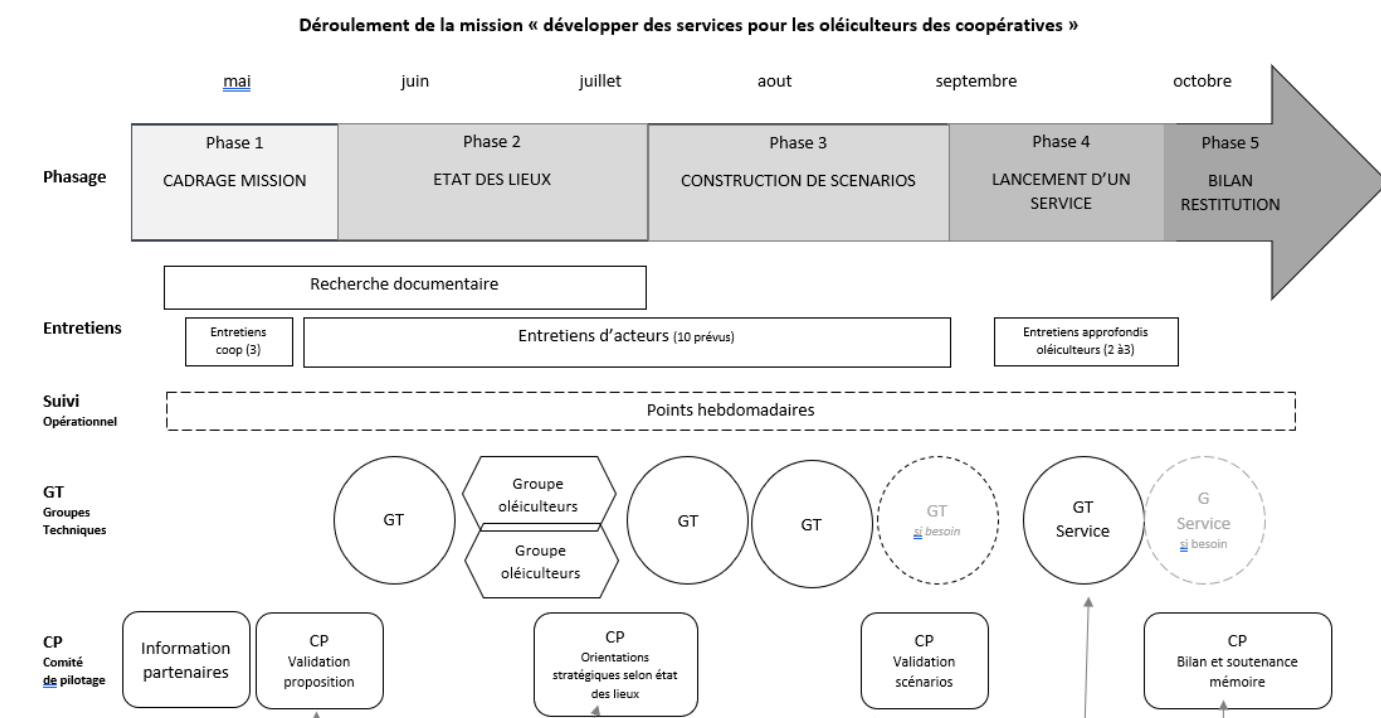 Déroulement de la mission « développer des services pour les oléiculteurs des coopératives »
mai juin juillet aout septembre octobre
Phasage
Phase 1
CADRAGE MISSION
Phase 2
ETAT DES LIEUX
Phase 3
CONSTRUCTION DE SCENARIOS
Phase 4
LANCEMENT D’UN
SERVICE
Phase 5
BILAN
RESTITUTION
Recherche documentaire
Entretiens
Entretiens
coop (3)
Entretiens d’acteurs (10 prévus)
Entretiens approfondis
oléiculteurs (2 à3)
Suivi
Opérationnel
Points hebdomadaires
GT
Groupes
Techniques
GT
Groupe
oléiculteurs
Groupe
oléiculteurs
GT
GT
GT
si besoin
GT
Service
G
Service
si besoin
CP
Comité
de pilotage
Information
partenaires
CP
Validation
proposition
CP
Orientations
stratégiques selon état
des lieux
CP
Validation
scénarios
CP
Bilan et soutenance
mémoire